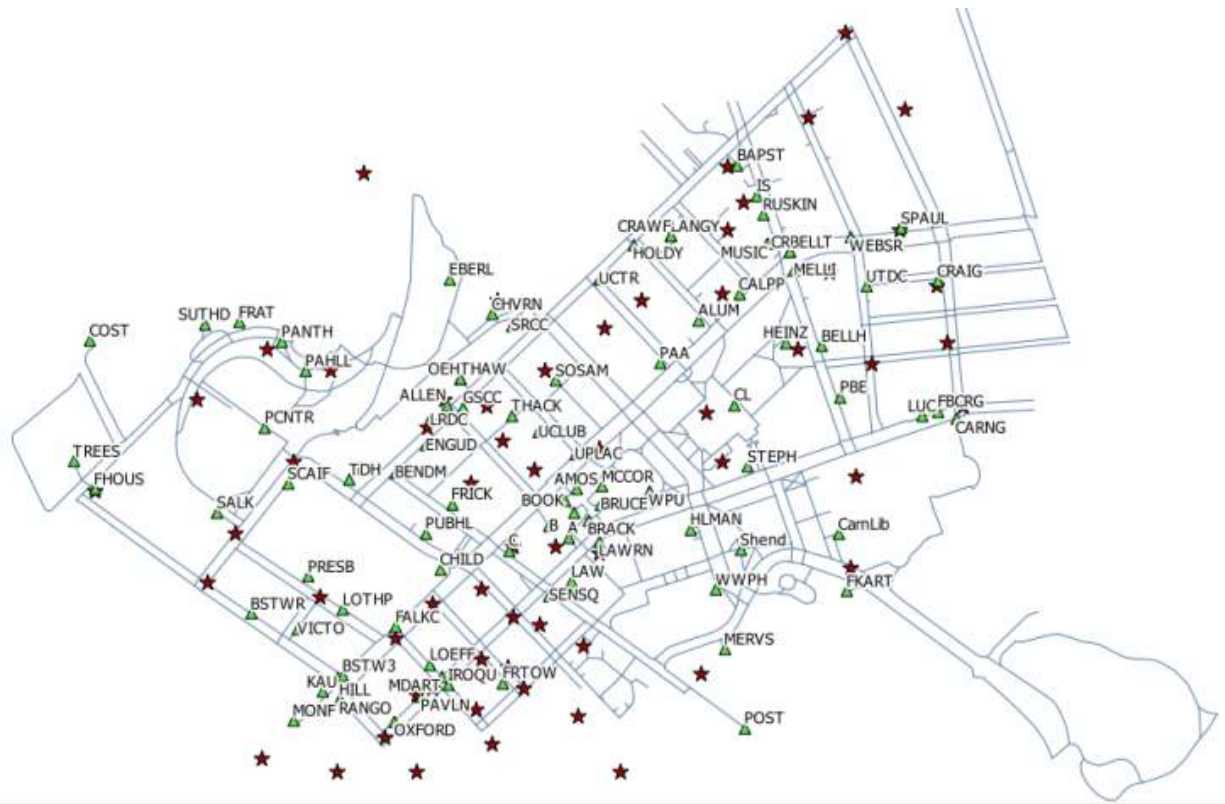 BAPST
IS
RUSKIN
SPAUL
CRAWF
LANGY
MUSIC
CRBELLT
WEBSR
HOLDY
EBERL
UCTR
MELLI
UTDC
CRAIG
CALPP
CHVRN
SUTHD
FRAT
SRCC
ALUM
COST
PANTH
HEINZ
BELLH
PAHLL
PAA
OEHTHAW
SOSAM
PBE
ALLEN
GSCC
CL
LUC
FBCRG
PCNTR
LRDC
THACK
CARNG
UCLUB
ENGUD
TREES
UPLAC
STEPH
FHOUS
SCAIF
TDH
BENDM
AMOS
MCCOR
SALK
FRICK
BOOK
BRUCE
WPU
PUBHL
B
A
BRACK
HLMAN
CarnLib
C
LAWRN
Shend
CHILD
PRESB
LAW
WWPH
FKART
BSTWR
LOTHP
SENSQ
VICTO
FALKC
MERVS
BSTW3
LOEFF
KAU
HILL
MDART
IROQU
FRTOW
MONF
RANGO
PAVLN
OXFORD
POST